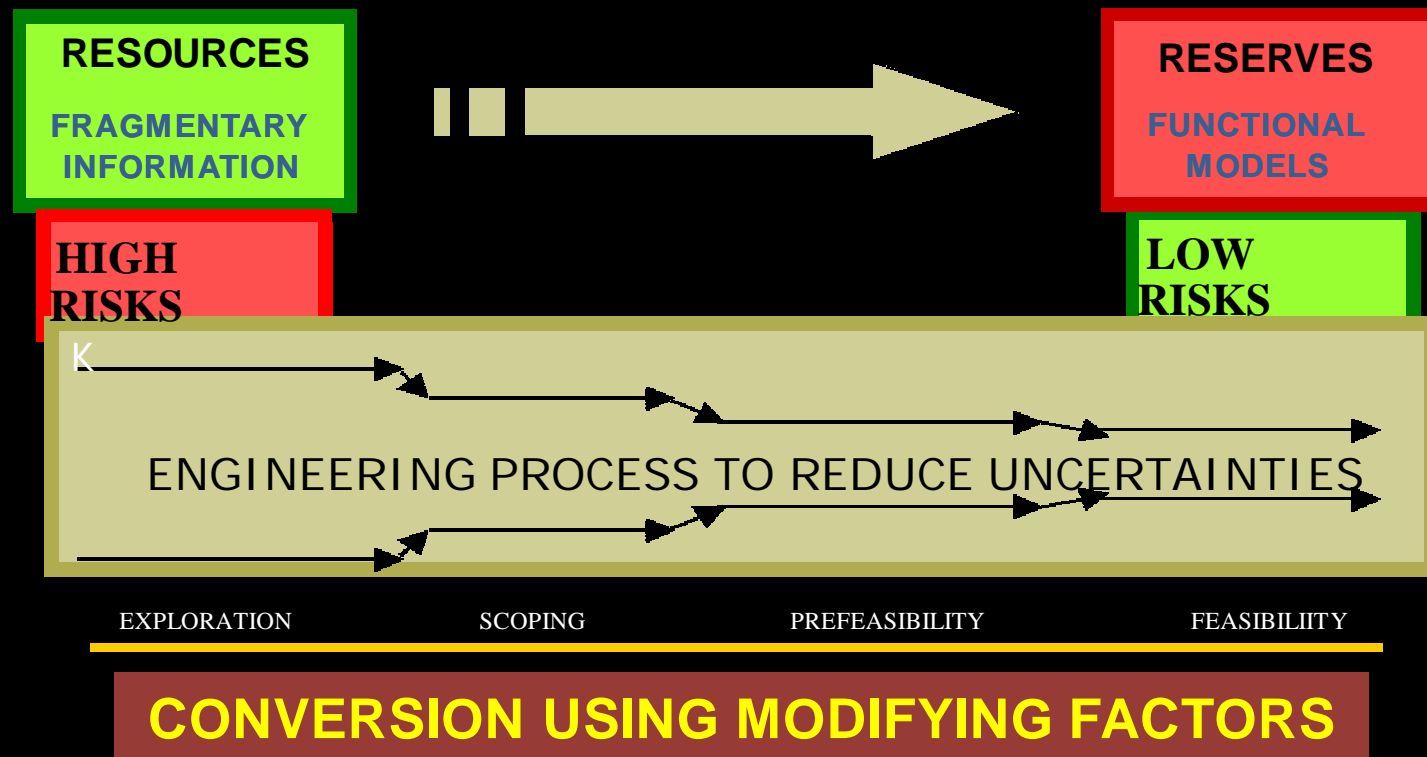 RESOURCES
FRAGMENTARY
INFORMATION
HIGH
RISKS
RESERVES
FUNCTIONAL
MODELS
LOW
RISKS
K
ENGINEERING PROCESS TO REDUCE UNCERTAINTIES
EXPLORATION SCOPING PREFEASIBILITY FEASIBILIITY
CONVERSION USING MODIFYING FACTORS